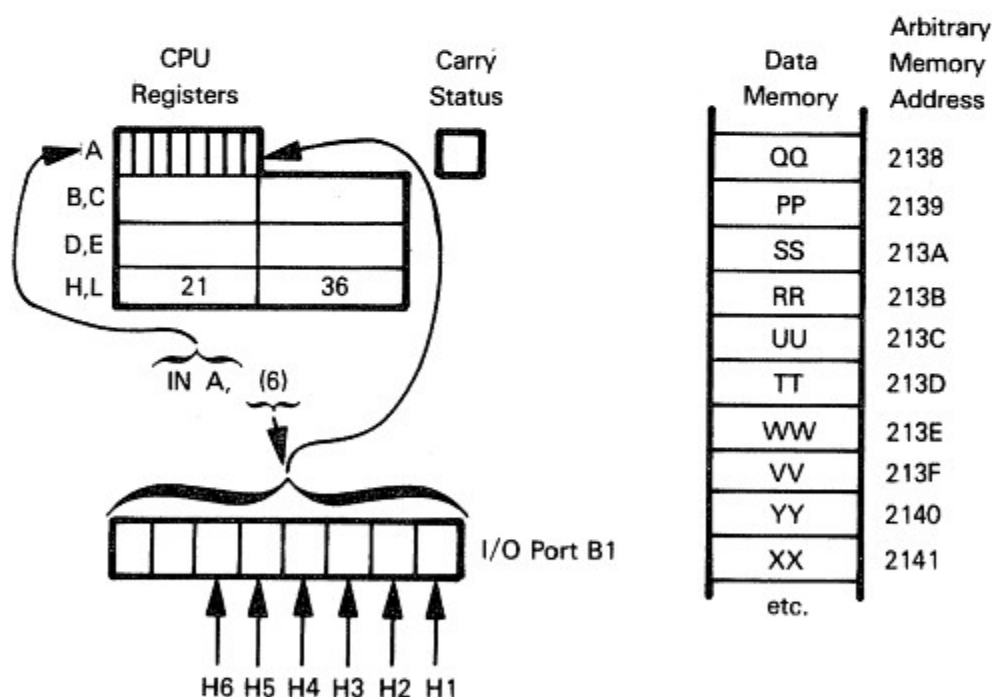 CPU
Registers
Carry
Status
A
B,C
D,E
H,L 21 36
IN A, (6)
I/O Port B1
H6 H5 H4 H3 H2 H1
Data
Memory
Arbitrary
Memory
Address
QQ 2138
PP 2139
SS 213A
RR 213B
UU 213C
TT 213D
WW 213E
VV 213F
YY 2140
XX 2141
etc.